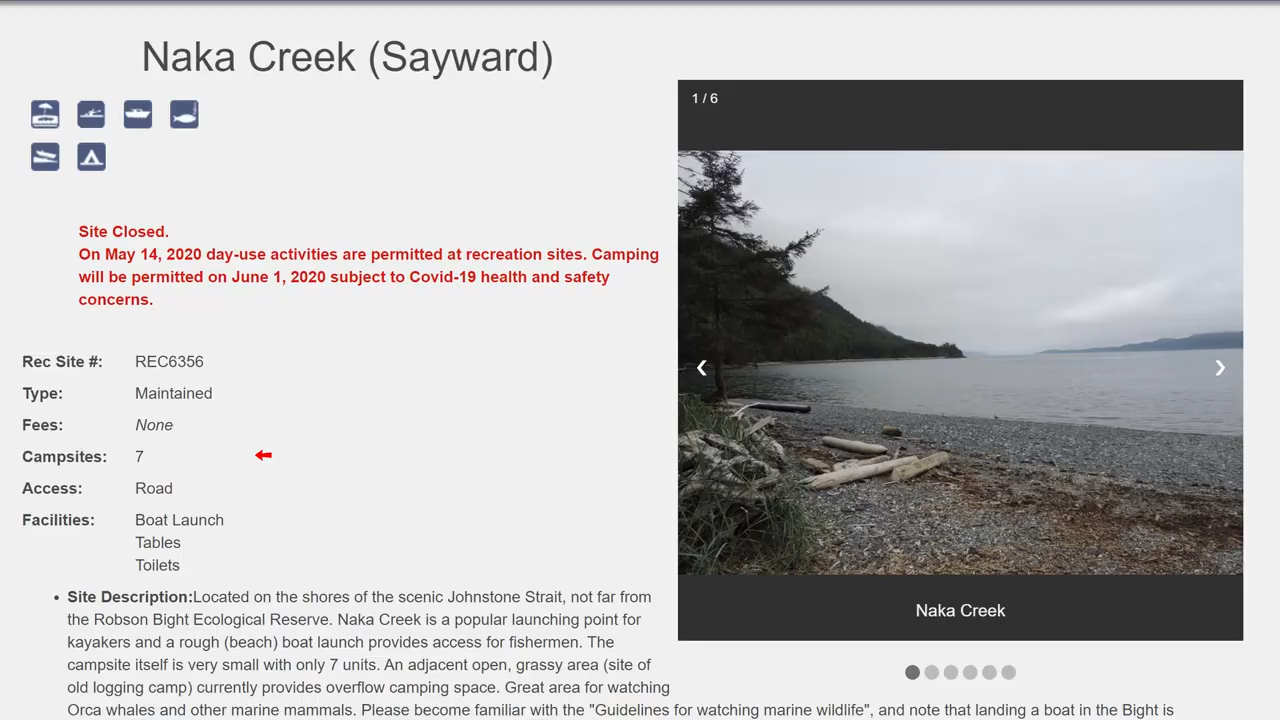 Naka Creek (Sayward)
1 / 6
Site Closed.
On May 14, 2020 day-use activities are permitted at recreation sites. Camping
will be permitted on June 1, 2020 subject to Covid-19 health and safety
concerns.
Rec Site #: REC6356
Type: Maintained
Fees: None
Campsites: 7
Access: Road
Facilities: Boat Launch
Tables
Toilets
• Site Description:Located on the shores of the scenic Johnstone Strait, not far from
the Robson Bight Ecological Reserve. Naka Creek is a popular launching point for
kayakers and a rough (beach) boat launch provides access for fishermen. The
campsite itself is very small with only 7 units. An adjacent open, grassy area (site of
old logging camp) currently provides overflow camping space. Great area for watching
Orca whales and other marine mammals. Please become familiar with the "Guidelines for watching marine wildlife", and note that landing a boat in the Bight is
Naka Creek